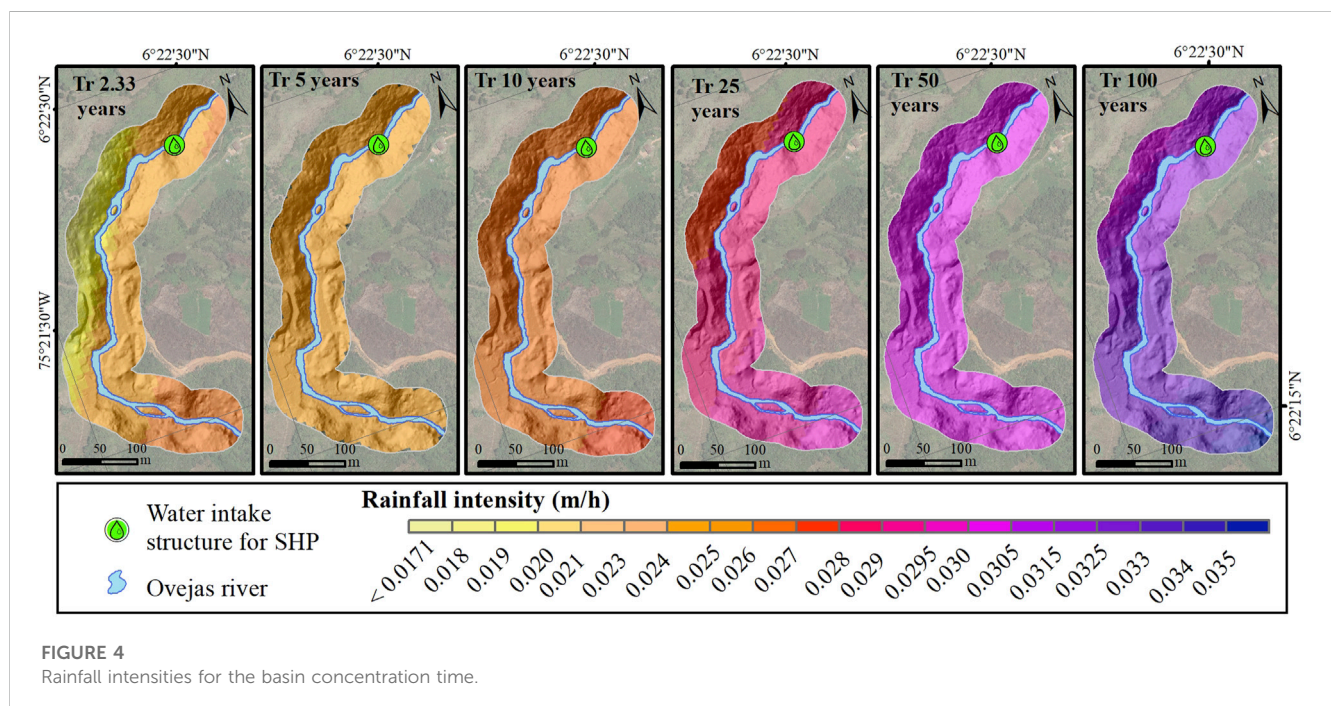 6°22'30"N 6°22'30"N 6°22'30"N 6°22'30"N 6°22'30"N 6°22'30"N
6°22'30"N
75°21'30"W
Tr 2.33
years
N
0 50 100
m
Tr 5 years
N
0 50 100
m
Tr 10 years
N
0 50 100
m
Tr 25
years
N
0 50 100
m
Tr 50
years
N
0 50 100
m
Tr 100
years
N
0 50 100
m
6°22'15"N
Water intake
structure for SHP
Ovejas river
Rainfall intensity (m/h)
< 0.0171 0.018 0.019 0.020 0.021 0.023 0.024 0.025 0.026 0.027 0.028 0.029 0.0295 0.030 0.0305 0.0315 0.0325 0.033 0.034 0.035
FIGURE 4
Rainfall intensities for the basin concentration time.